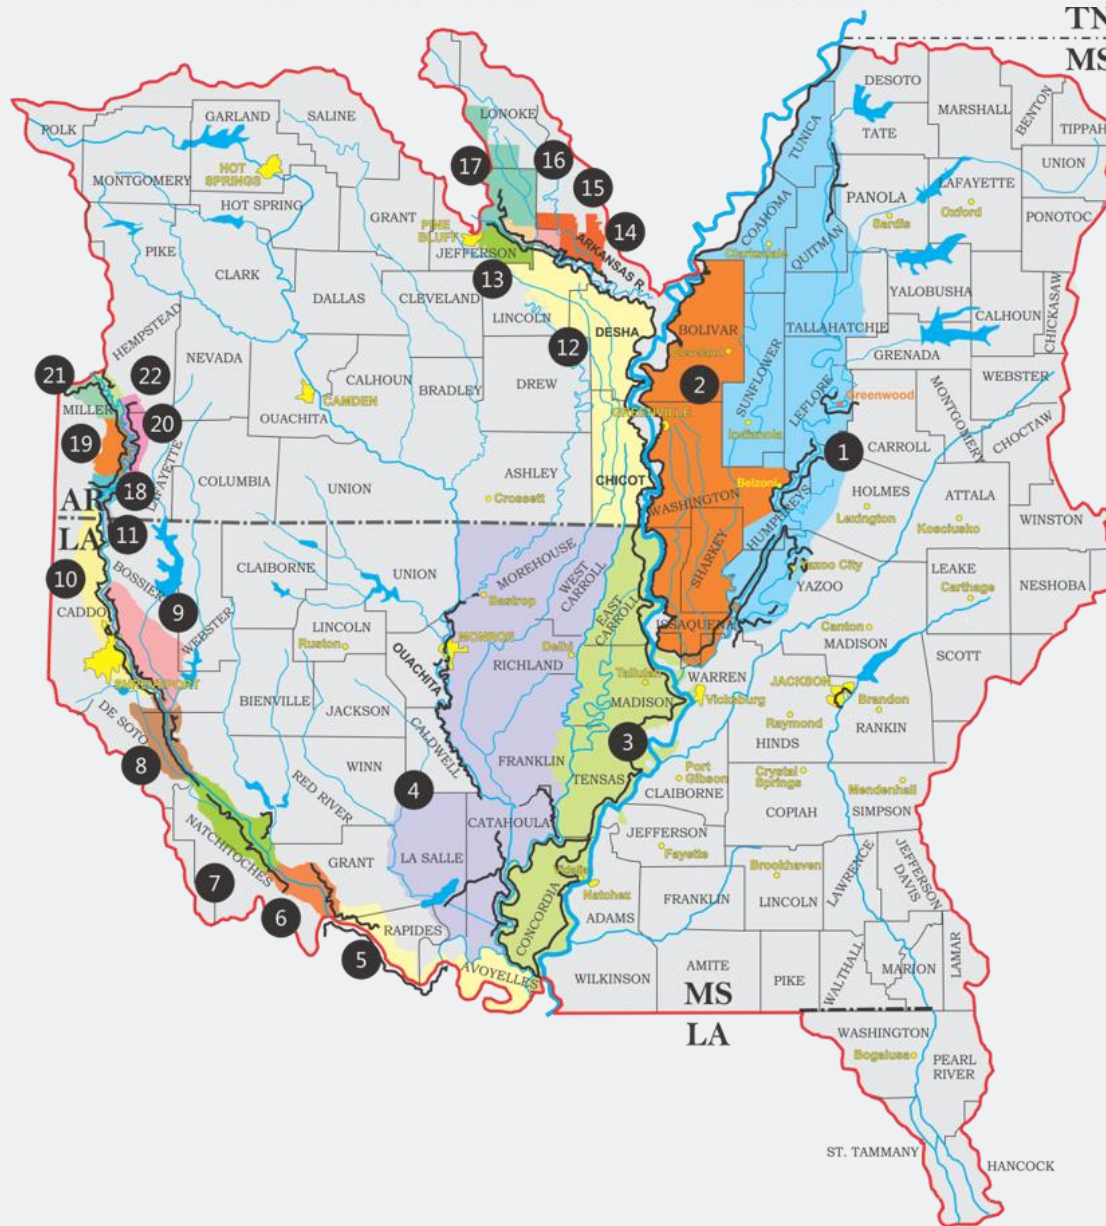 TN
MS
DESOTO
MARSHALL
BENTON
TIPPAH
TATE
UNION
TUNICA
PANOLA
LAFAYETTE
Oxford
Sardis
PONOTOC
COAHOMA
Clarksdale
QUITMAN
YALOBUSHA
CALHOUN
CHICKASAW
TALLAHATCHIE
GRENADA
WEBSTER
BOLIVAR
Cleveland
2
SUNFLOWER
LEFLORE
Greenwood
MONTGOMERY
CHOCTAW
Indianola
1
CARROLL
GREENVILLE
WASHINGTON
Belzoni
HUMPHREYS
HOLMES
Lexington
ATTALA
Kosciusko
WINSTON
SHARKEY
Yazoo City
YAZOO
LEAKE
Carthage
NESHOBA
ISSAQUENA
Canton
MADISON
SCOTT
WARREN
Vicksburg
JACKSON
Brandon
Raymond
RANKIN
HINDS
Port
Gibson
CLAIBORNE
Crystal
Springs
COPIAH
Mendenhall
SIMPSON
JEFFERSON
Fayette
Brookhaven
LAWRENCE
JEFFERSON
DAVIS
Natchez
ADAMS
FRANKLIN
LINCOLN
WILKINSON
AMITE
PIKE
WALTHALL
MARION
LAMAR
MS
LA
WASHINGTON
Bogalusa
PEARL
RIVER
ST. TAMMANY
HANCOCK
POLK
GARLAND
SALINE
HOT
SPRINGS
MONTGOMERY
HOT SPRING
LONOKE
17
16
15
14
GRANT
PINE
BLUFF
JEFFERSON
ARKANSAS R.
13
PIKE
CLARK
DALLAS
CLEVELAND
LINCOLN
12
DESHA
HEMPSTEAD
NEVADA
CALHOUN
BRADLEY
DREW
CAMDEN
OUACHITA
21
22
MILLER
20
19
LAFAYETTE
18
COLUMBIA
UNION
ASHLEY
Crossett
CHICOT
AR
LA
11
BOSSIER
10
CADDO
9
CLAIBORNE
UNION
MOREHOUSE
Bastrop
WEST
CARROLL
EAST
CARROLL
WEBSTER
LINCOLN
Ruston
OUACHITA
MONROE
RICHLAND
Delhi
Tallulah
MADISON
SHREVEPORT
BIENVILLE
JACKSON
DE SOTO
8
CALDWELL
FRANKLIN
3
TENSAS
WINN
RED RIVER
4
CATAHOULA
LA SALLE
NATCHITOCHES
GRANT
7
6
Vidalia
CONCORDIA
RAPIDES
5
AVOYELLES